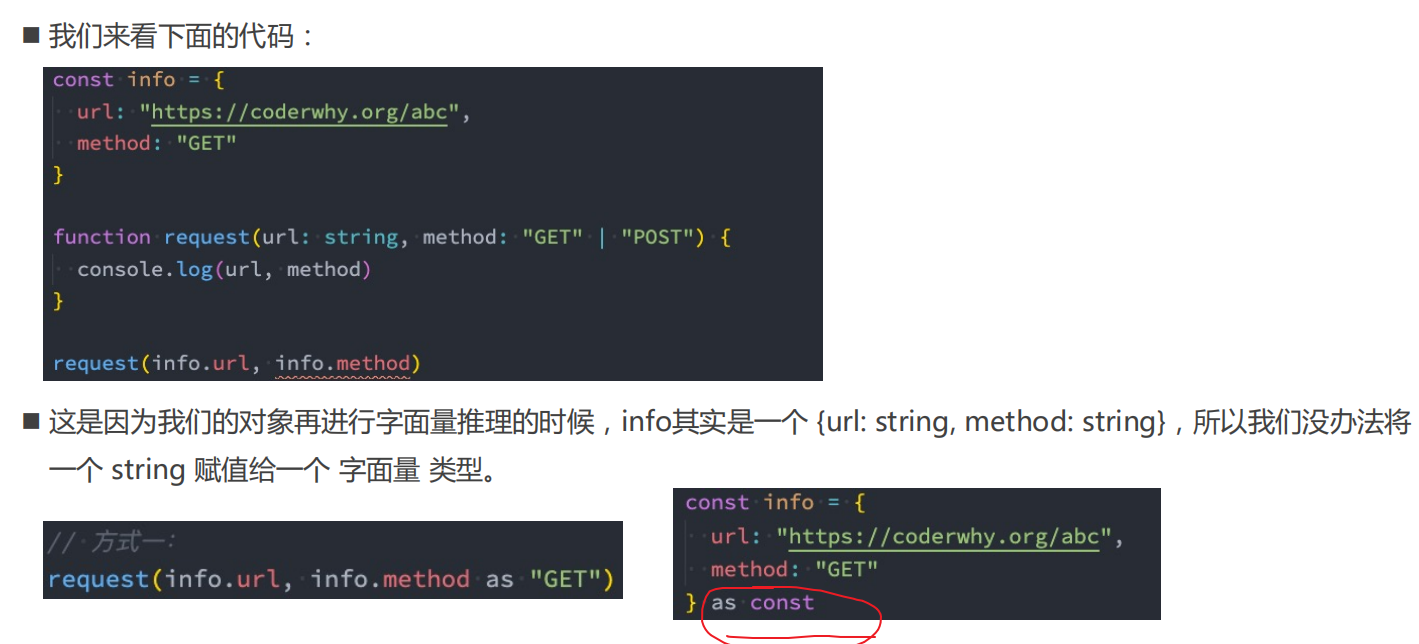 ■ 我们来看下面的代码：
const info = {
url: "https://coderwhy.org/abc",
method: "GET"
}
function request(url: string, method: "GET" | "POST") {
console.log(url, method)
}
request(info.url, info.method)
■ 这是因为我们的对象再进行字面量推理的时候，info其实是一个 {url: string, method: string}，所以我们没办法将
一个 string 赋值给一个 字面量 类型。
// 方式一：
request(info.url, info.method as "GET")
const info = {
url: "https://coderwhy.org/abc",
method: "GET"
} as const